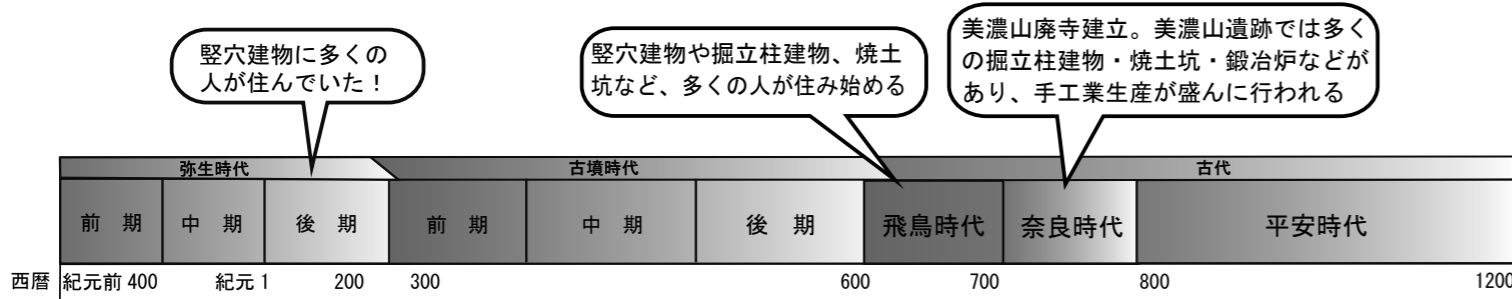 竪穴建物に多くの
人が住んでいた！
竪穴建物や掘立柱建物、焼土
坑など、多くの人が住み始める
美濃山廃寺建立。美濃山遺跡では多く
の掘立柱建物・焼土坑・鍛冶炉などが
あり、手工業生産が盛んに行われる
弥生時代 古墳時代 古代
前 期 中 期 後 期 前 期 中 期 後 期 飛鳥時代 奈良時代 平安時代
西暦 紀元前 400 紀元 1 200 300 600 700 800 1200